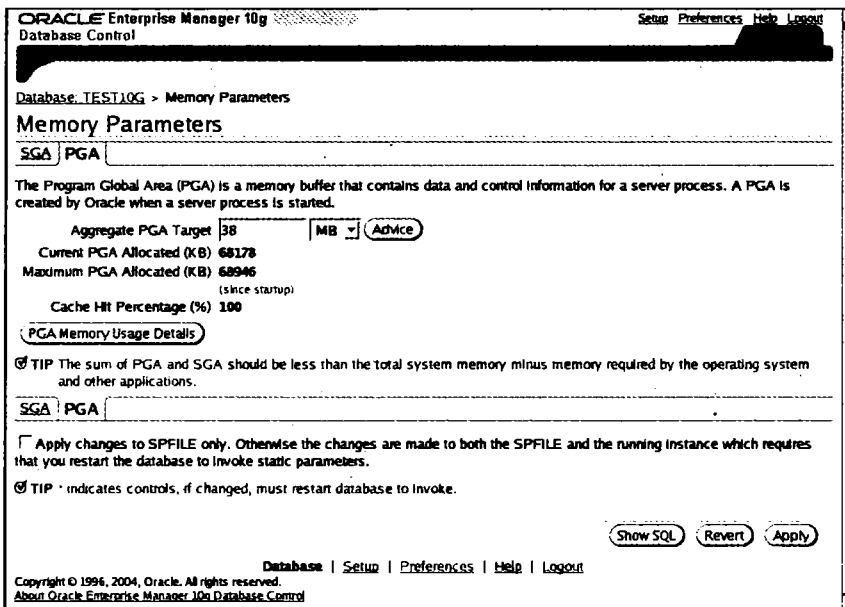 ORACLE Enterprise Manager 10g
Database Control
Setup Preferences Help Logout
Database: TEST10G > Memory Parameters
Memory Parameters
SGA PGA
The Program Global Area (PGA) is a memory buffer that contains data and control information for a server process. A PGA is
created by Oracle when a server process is started.
Aggregate PGA Target 38 MB Advice
Current PGA Allocated (KB) 68178
Maximum PGA Allocated (KB) 68946
(since startup)
Cache Hit Percentage (%) 100
PGA Memory Usage Details
TIP The sum of PGA and SGA should be less than the total system memory minus memory required by the operating system
and other applications.
SGA PGA
Apply changes to SPFILE only. Otherwise the changes are made to both the SPFILE and the running instance which requires
that you restart the database to invoke static parameters.
TIP * indicates controls, if changed, must restart database to invoke.
Show SQL Revert Apply
Database | Setup | Preferences | Help | Logout
Copyright © 1996, 2004, Oracle. All rights reserved.
About Oracle Enterprise Manager 10g Database Control